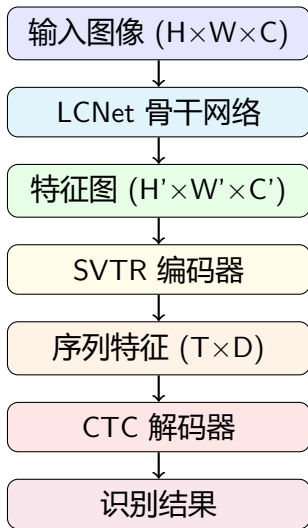 输入图像 (H×W×C)
LCNet 骨干网络
特征图 (H'×W'×C')
SVTR 编码器
序列特征 (T×D)
CTC 解码器
识别结果